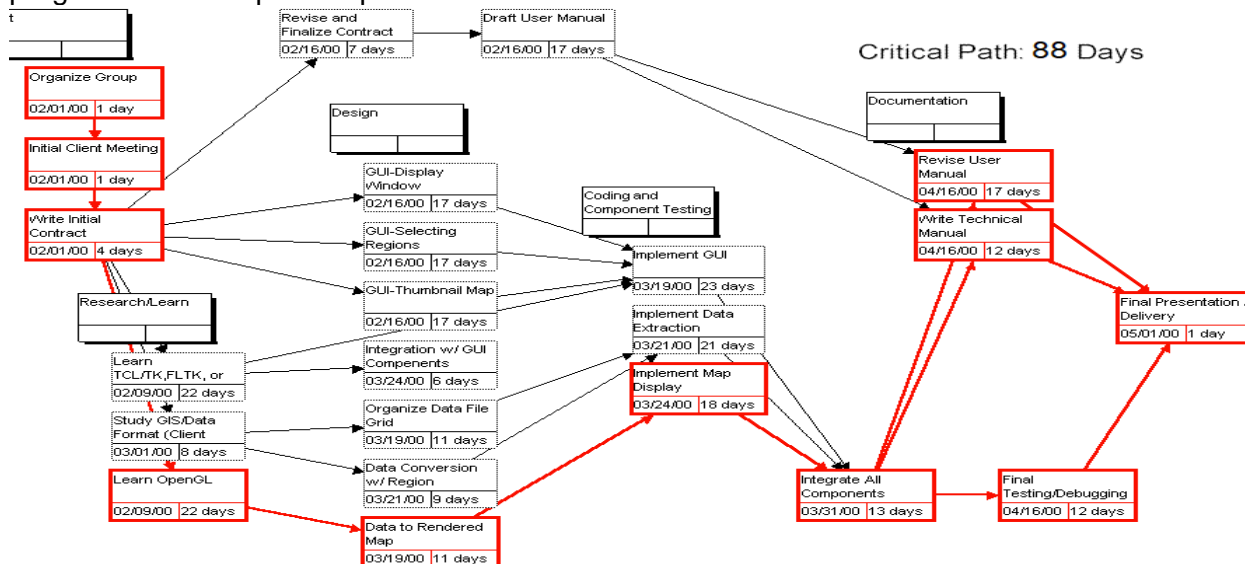 Revise and
Finalize Contract
02/16/00 7 days
Draft User Manual
02/16/00 17 days
Critical Path: 88 Days
Organize Group
02/01/00 1 day
Initial Client Meeting
02/01/00 1 day
Write Initial
Contract
02/01/00 4 days
Design
GUI-Display
Window
02/16/00 17 days
GUI-Selecting
Regions
02/16/00 17 days
GUI-Thumbnail Map
02/16/00 17 days
Integration w/ GUI
Compenents
03/24/00 6 days
Organize Data File
Grid
03/19/00 11 days
Data Conversion
w/ Region
03/21/00 9 days
Data to Rendered
Map
03/19/00 11 days
Research/Learn
Learn
TCL/TK,FLTK, or
02/09/00 22 days
Study GIS/Data
Format (Client
03/01/00 8 days
Learn OpenGL
02/09/00 22 days
Coding and
Component Testing
Implement GUI
03/19/00 23 days
Implement Data
Extraction
03/21/00 21 days
Implement Map
Display
03/24/00 18 days
Integrate All
Components
03/31/00 13 days
Documentation
Revise User
Manual
04/16/00 17 days
Write Technical
Manual
04/16/00 12 days
Final
Testing/Debugging
04/16/00 12 days
Final Presentation
Delivery
05/01/00 1 day